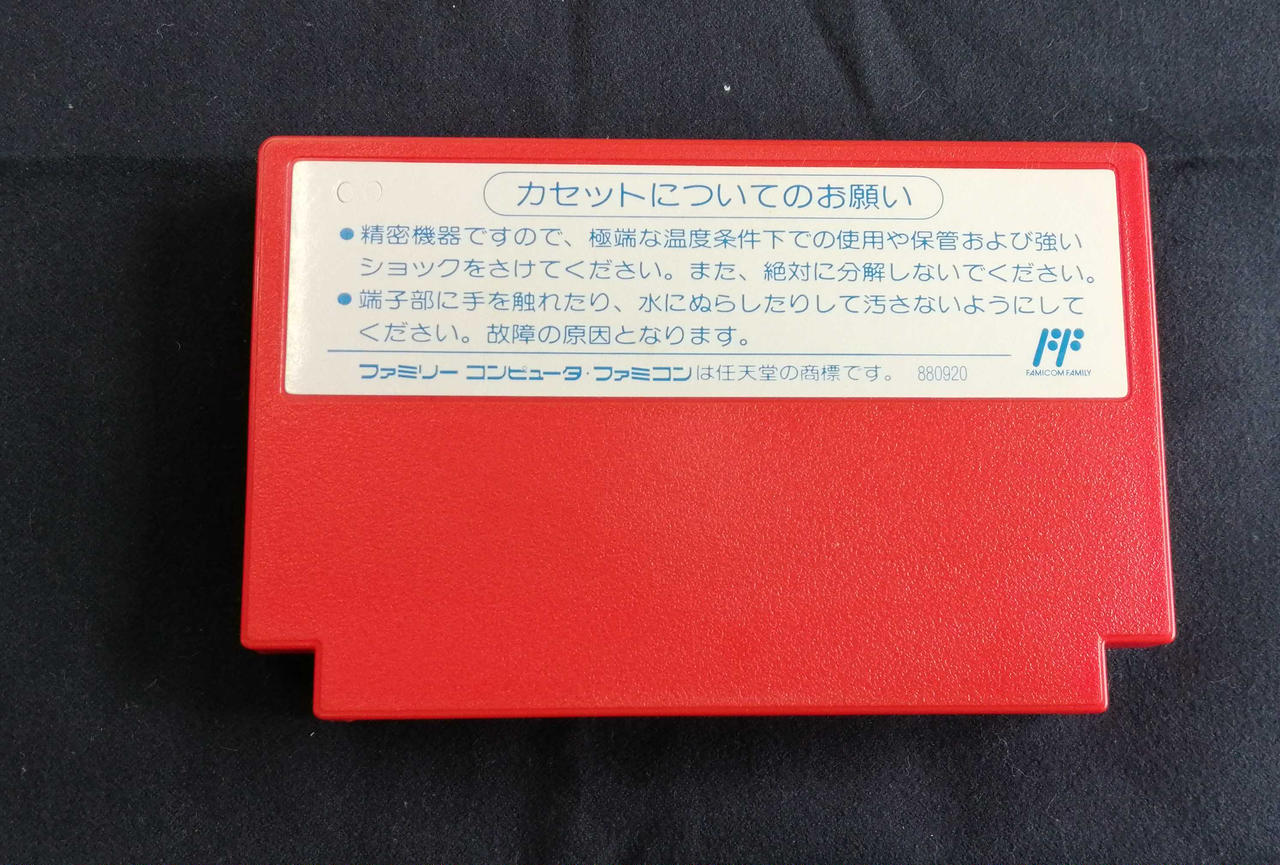 カセットについてのお願い
●精密機器ですので、極端な温度条件下での使用や保管および強い
ショックをさけてください。また、絶対に分解しないでください。
●端子部に手を触れたり、水にぬらしたりして汚さないようにして
ください。故障の原因となります。
ファミリー コンピュータ・ファミコンは任天堂の商標です。 880920
FF
FAMICOM FAMILY